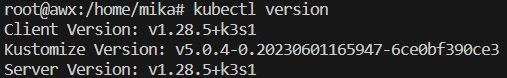 root@awx:/home/mika# kubectl version
Client Version: v1.28.5+k3s1
Kustomize Version: v5.0.4-0.20230601165947-6ce0bf390ce3
Server Version: v1.28.5+k3s1